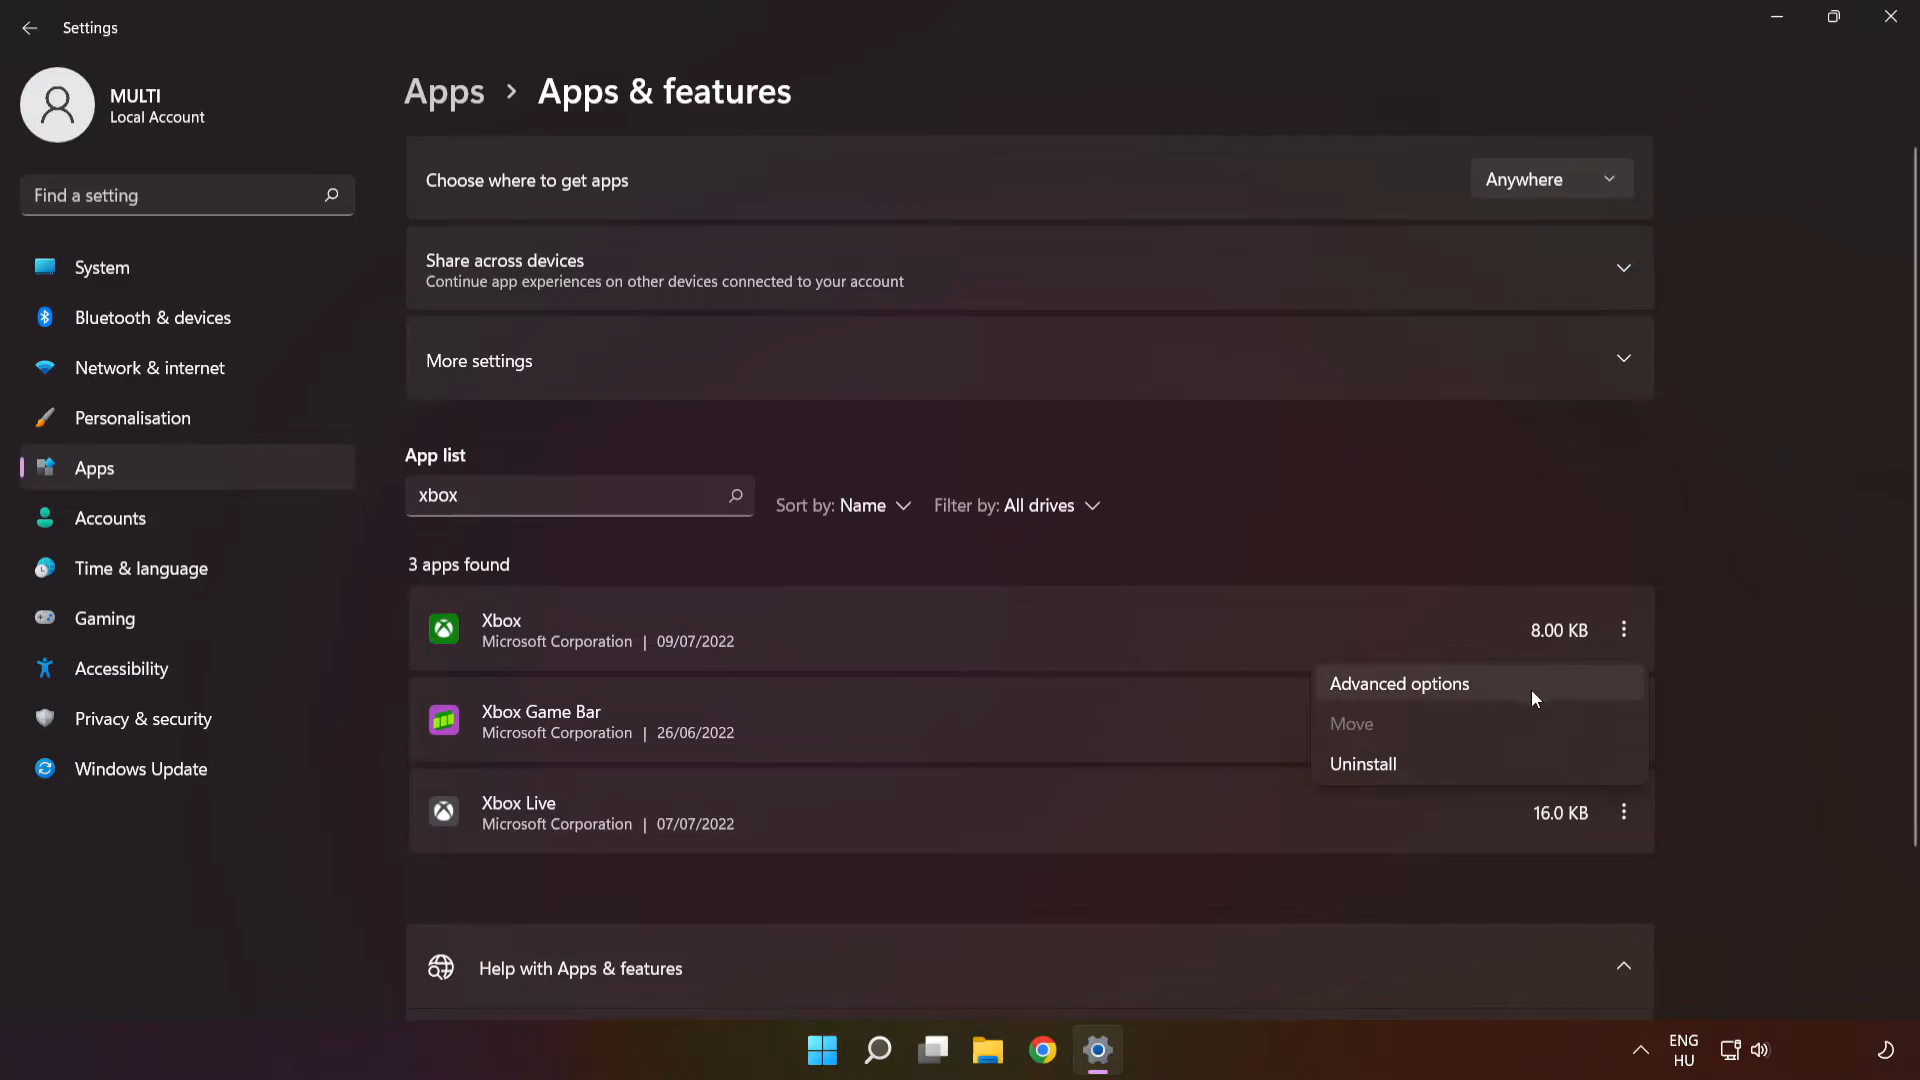 Settings
MULTI
Local Account
Find a setting
System
Bluetooth & devices
Network & internet
Personalisation
Apps
Accounts
Time & language
Gaming
Accessibility
Privacy & security
Windows Update
Apps > Apps & features
Choose where to get apps
Anywhere
Share across devices
Continue app experiences on other devices connected to your account
More settings
App list
xbox
Sort by: Name
Filter by: All drives
3 apps found
Xbox
Microsoft Corporation | 09/07/2022
8.00 KB
Advanced options
Move
Uninstall
Xbox Game Bar
Microsoft Corporation | 26/06/2022
Xbox Live
Microsoft Corporation | 07/07/2022
16.0 KB
Help with Apps & features
ENG
HU